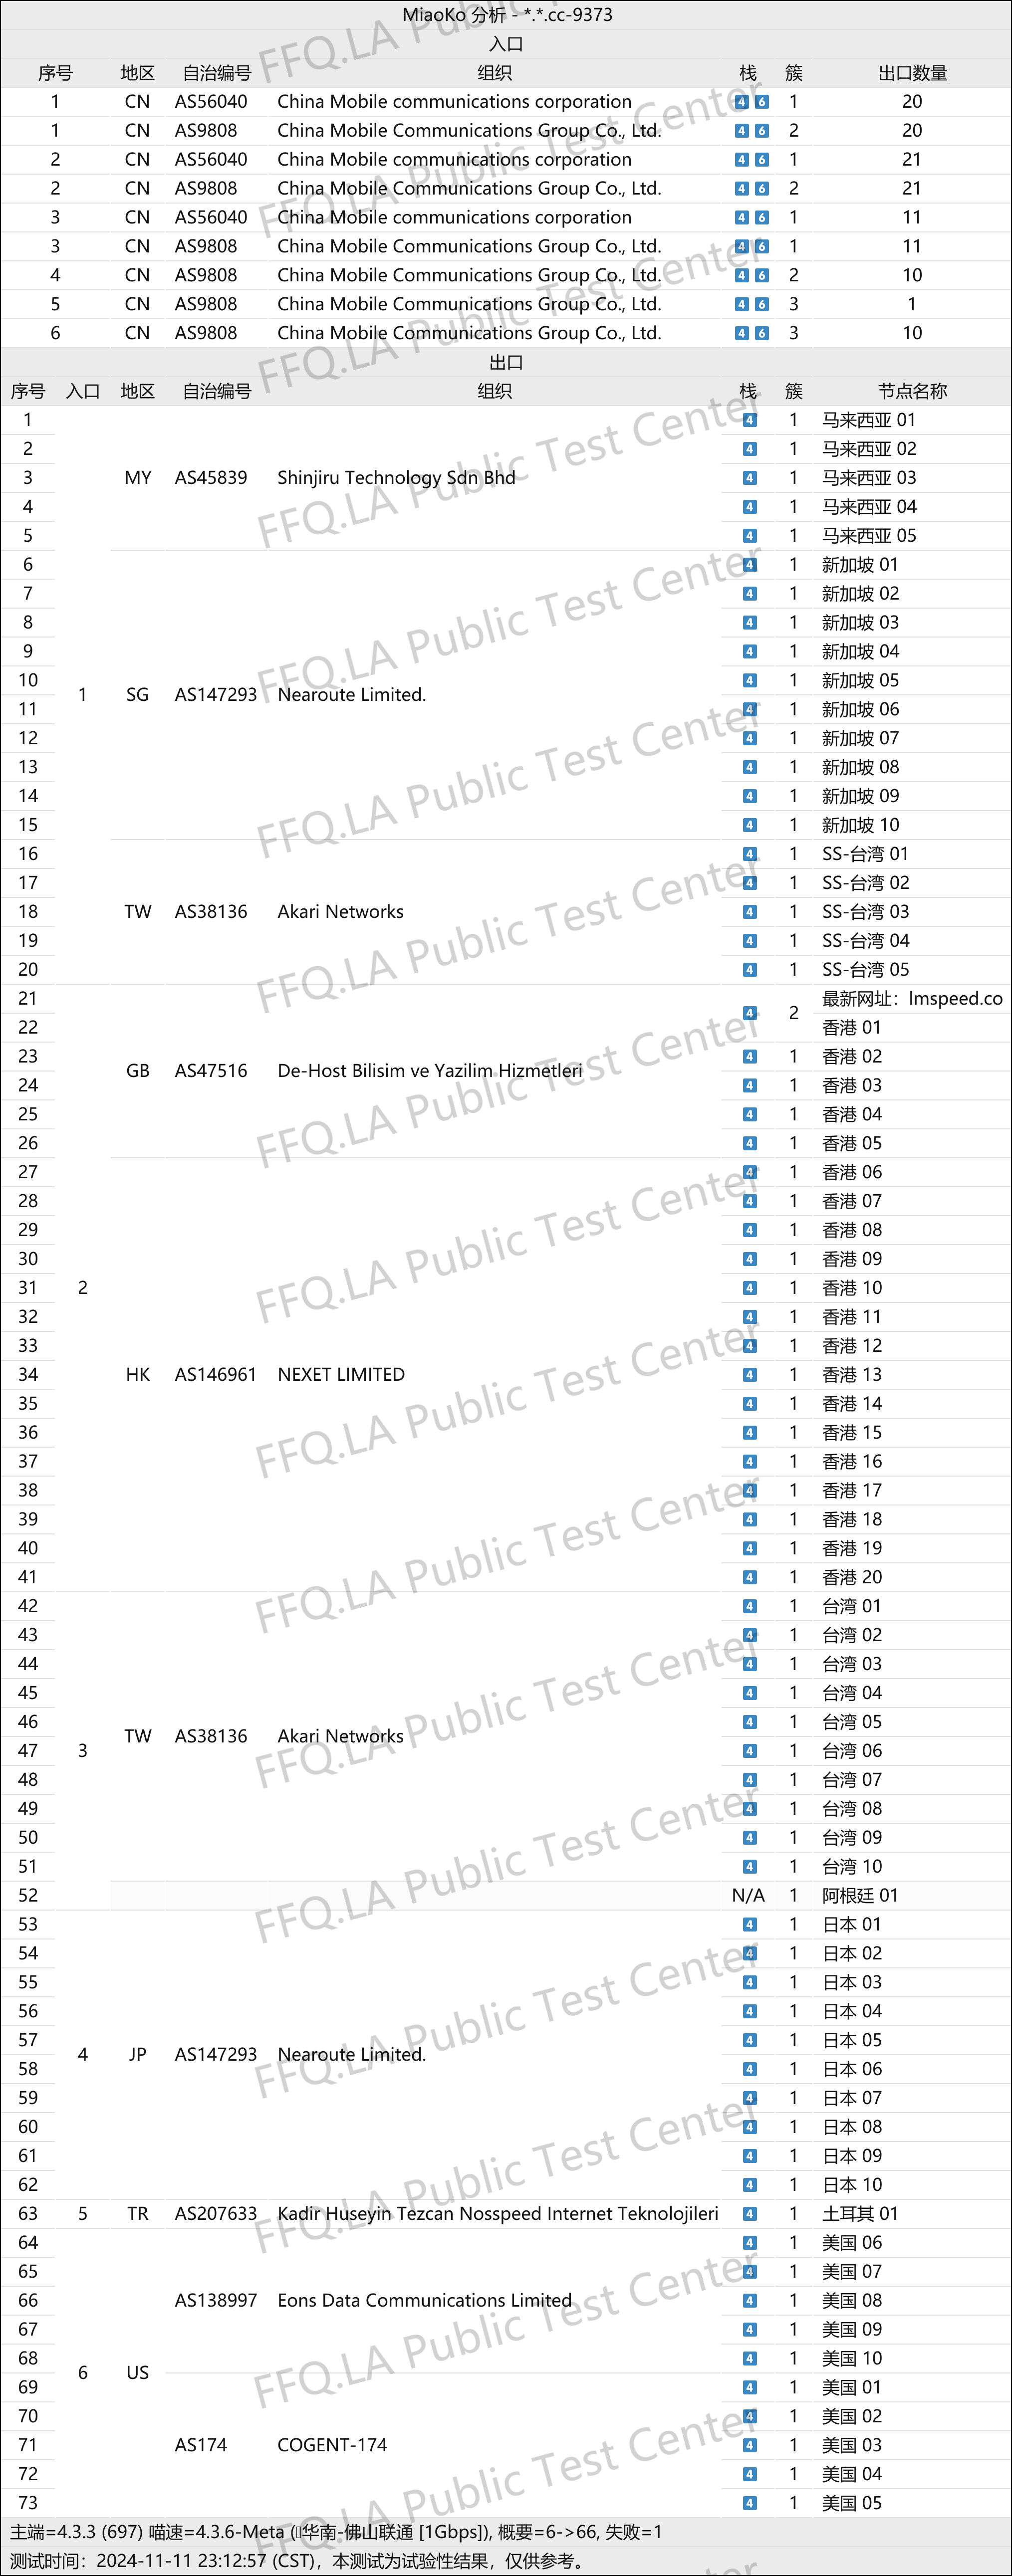 MiaoKo 分析 - *.*.cc-9373
入口
序号 地区 自治编号 组织 栈 簇 出口数量
1 CN AS56040 China Mobile communications corporation 4 6 1 20
1 CN AS9808 China Mobile Communications Group Co., Ltd. 4 6 2 20
2 CN AS56040 China Mobile communications corporation 4 6 1 21
2 CN AS9808 China Mobile Communications Group Co., Ltd. 4 6 2 21
3 CN AS56040 China Mobile communications corporation 4 6 1 11
3 CN AS9808 China Mobile Communications Group Co., Ltd. 4 6 1 11
4 CN AS9808 China Mobile Communications Group Co., Ltd. 4 6 2 10
5 CN AS9808 China Mobile Communications Group Co., Ltd. 4 6 3 1
6 CN AS9808 China Mobile Communications Group Co., Ltd. 4 6 3 10
出口
序号 入口 地区 自治编号 组织 栈 簇 节点名称
1 4 1 马来西亚 01
2 4 1 马来西亚 02
3 MY AS45839 Shinjiru Technology Sdn Bhd 4 1 马来西亚 03
4 4 1 马来西亚 04
5 4 1 马来西亚 05
6 4 1 新加坡 01
7 4 1 新加坡 02
8 4 1 新加坡 03
9 4 1 新加坡 04
10 4 1 新加坡 05
1 SG AS147293 Nearoute Limited.
11 4 1 新加坡 06
12 4 1 新加坡 07
13 4 1 新加坡 08
14 4 1 新加坡 09
15 4 1 新加坡 10
16 4 1 SS-台湾 01
17 4 1 SS-台湾 02
18 TW AS38136 Akari Networks 4 1 SS-台湾 03
19 4 1 SS-台湾 04
20 4 1 SS-台湾 05
21 最新网址：lmspeed.co
4 2
22 香港 01
23 4 1 香港 02
GB AS47516 De-Host Bilisim ve Yazilim Hizmetleri
24 4 1 香港 03
25 4 1 香港 04
26 4 1 香港 05
27 4 1 香港 06
28 4 1 香港 07
29 4 1 香港 08
30 4 1 香港 09
31 2 4 1 香港 10
32 4 1 香港 11
33 4 1 香港 12
34 HK AS146961 NEXET LIMITED 4 1 香港 13
35 4 1 香港 14
36 4 1 香港 15
37 4 1 香港 16
38 4 1 香港 17
39 4 1 香港 18
40 4 1 香港 19
41 4 1 香港 20
42 4 1 台湾 01
43 4 1 台湾 02
44 4 1 台湾 03
45 4 1 台湾 04
46 4 1 台湾 05
TW AS38136 Akari Networks
47 3 4 1 台湾 06
48 4 1 台湾 07
49 4 1 台湾 08
50 4 1 台湾 09
51 4 1 台湾 10
52 N/A 1 阿根廷 01
53 4 1 日本 01
54 4 1 日本 02
55 4 1 日本 03
56 4 1 日本 04
57 4 1 日本 05
4 JP AS147293 Nearoute Limited.
58 4 1 日本 06
59 4 1 日本 07
60 4 1 日本 08
61 4 1 日本 09
62 4 1 日本 10
63 5 TR AS207633 Kadir Huseyin Tezcan Nosspeed Internet Teknolojileri 4 1 土耳其 01
64 4 1 美国 06
65 4 1 美国 07
66 AS138997 Eons Data Communications Limited 4 1 美国 08
67 4 1 美国 09
68 4 1 美国 10
6 US
69 4 1 美国 01
70 4 1 美国 02
71 AS174 COGENT-174 4 1 美国 03
72 4 1 美国 04
73 4 1 美国 05
主端=4.3.3 (697) 喵速=4.3.6-Meta (华南-佛山联通 [1Gbps]), 概要=6->66, 失败=1
测试时间：2024-11-11 23:12:57 (CST)，本测试为试验性结果，仅供参考。
FFQ.LA Public Test Center